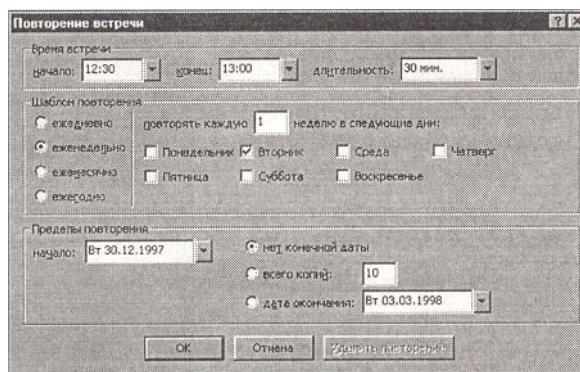 Повторение встречи
Время встречи
начало: 12:30 конец: 13:00 длительность: 30 мин.
Шаблон повторения
ежедневно повторять каждую 1 неделю в следующие дни:
еженедельно Понедельник Вторник Среда Четверг
ежемесячно Пятница Суббота Воскресенье
ежегодно
Пределы повторения
начало: Вт 30.12.1997 нет конечной даты
всего копий: 10
дата окончания: Вт 03.03.1998
ОК Отмена Удалить повторение